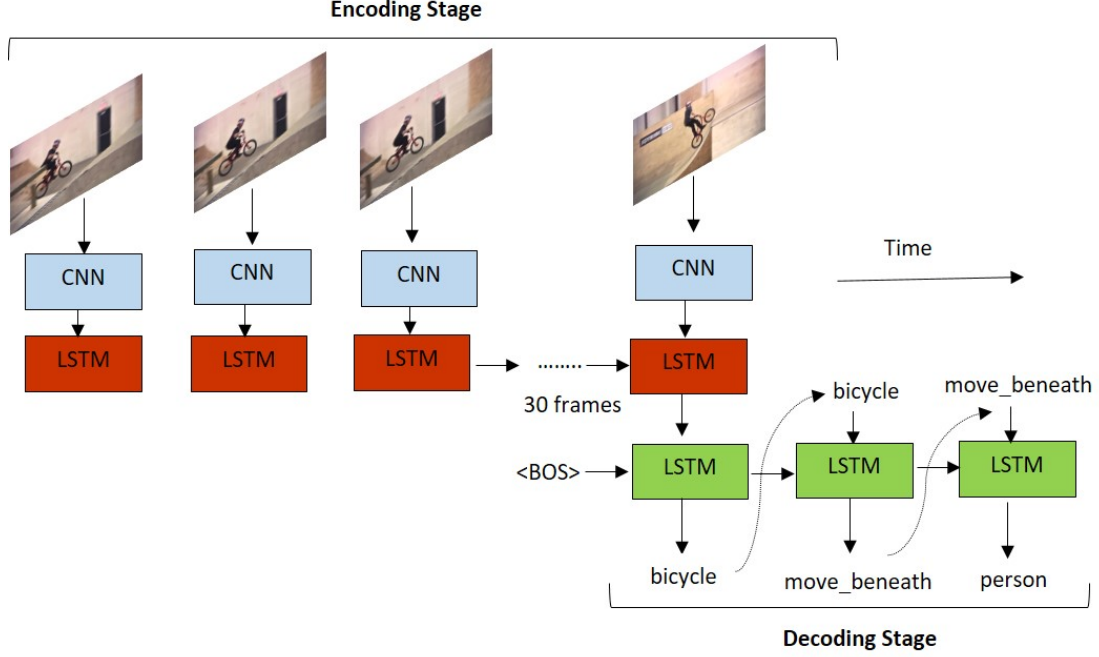 Encoding Stage
CNN
CNN
CNN
CNN
Time
LSTM
LSTM
LSTM
........
LSTM
30 frames
bicycle
move_beneath
<BOS>
LSTM
LSTM
LSTM
bicycle
move_beneath
person
Decoding Stage